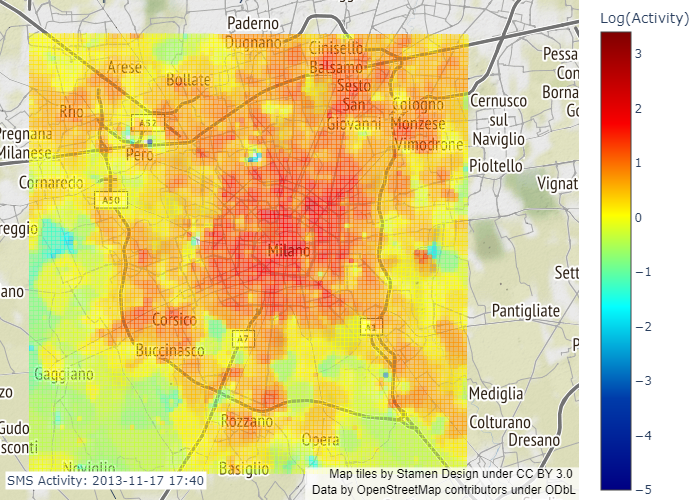 Paderno
Dugnano
Log(Activity)
Cinisello
Balsamo
Arese
Bollate
Sesto
San
Giovanni
Pessa
Con
Borna
Go
Rho
A52
Cologno
Monzese
Cernusco
sul
Naviglio
Pregnana
Milanese
Pero
Vimodrone
Pioltello
Cornaredo
Vignat
A50
reggio
Milano
Sett
ano
Corsico
A7
A1
Pantigliate
Buccinasco
P
Gaggiano
zo
Mediglia
Rozzano
Gudo
sconti
Opera
Colturano
Dresano
Noviglio
Basiglio
SMS Activity: 2013-11-17 17:40
Map tiles by Stamen Design under CC BY 3.0
Data by OpenStreetMap contributors under ODbL
3
2
1
0
−1
−2
−3
−4
−5